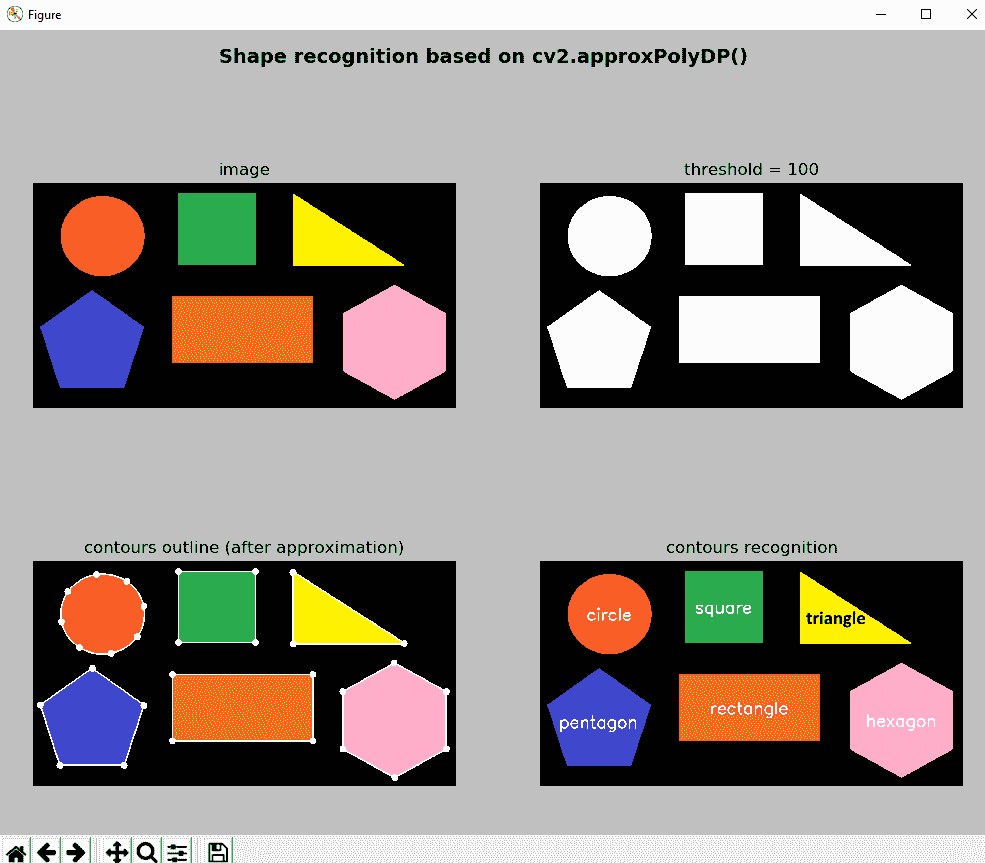 Figure
Shape recognition based on cv2.approxPolyDP()
image
threshold = 100
contours outline (after approximation)
contours recognition
circle
square
triangle
pentagon
rectangle
hexagon